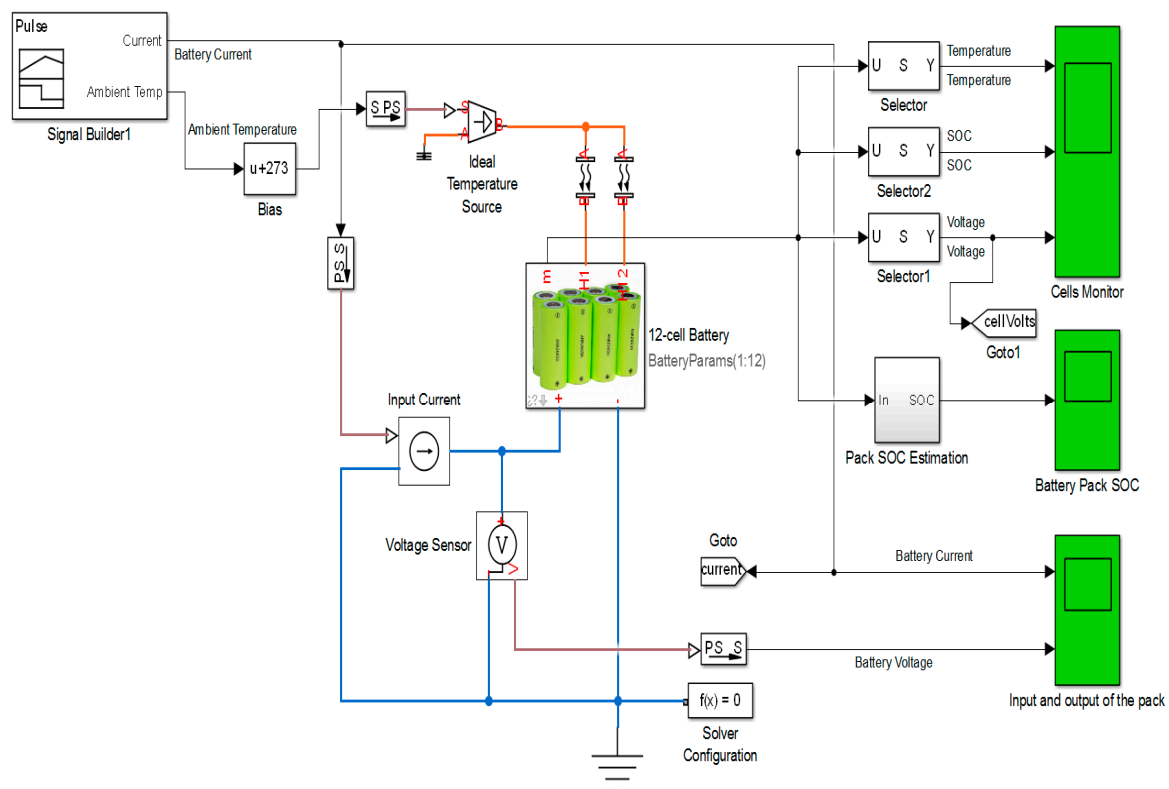 Pulse
Current
Ambient Temp
Signal Builder1
Battery Current
Ambient Temperature
u+273
Bias
S PS
S
A
B
Ideal
Temperature
Source
A
B
A
B
PS S
m
H1
H2
12-cell Battery
BatteryParams(1:12)
+
-
Input Current
Voltage Sensor
+
V
-
V
U S Y
Selector
Temperature
Temperature
U S Y
Selector2
SOC
SOC
U S Y
Selector1
Voltage
Voltage
Cells Monitor
cellVolts
Goto1
In SOC
Pack SOC Estimation
Battery Pack SOC
Goto
current
Battery Current
PS S
Battery Voltage
Input and output of the pack
f(x) = 0
Solver
Configuration